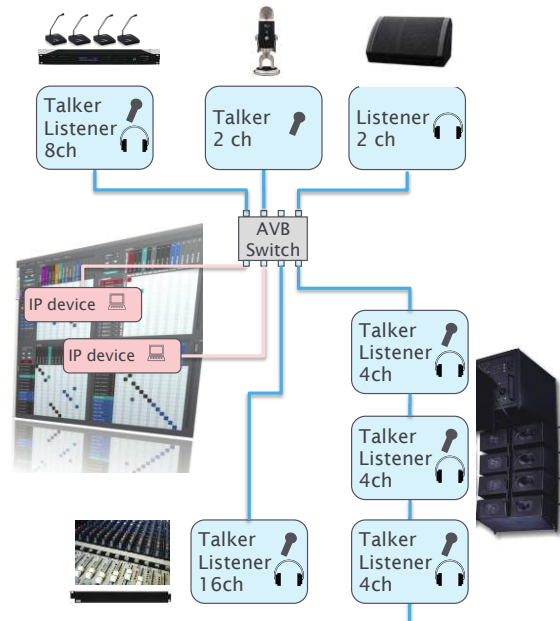 Talker
Listener
8ch
Talker
2 ch
Listener
2 ch
AVB
Switch
IP device
IP device
Talker
Listener
4ch
Talker
Listener
4ch
Talker
Listener
16ch
Talker
Listener
4ch